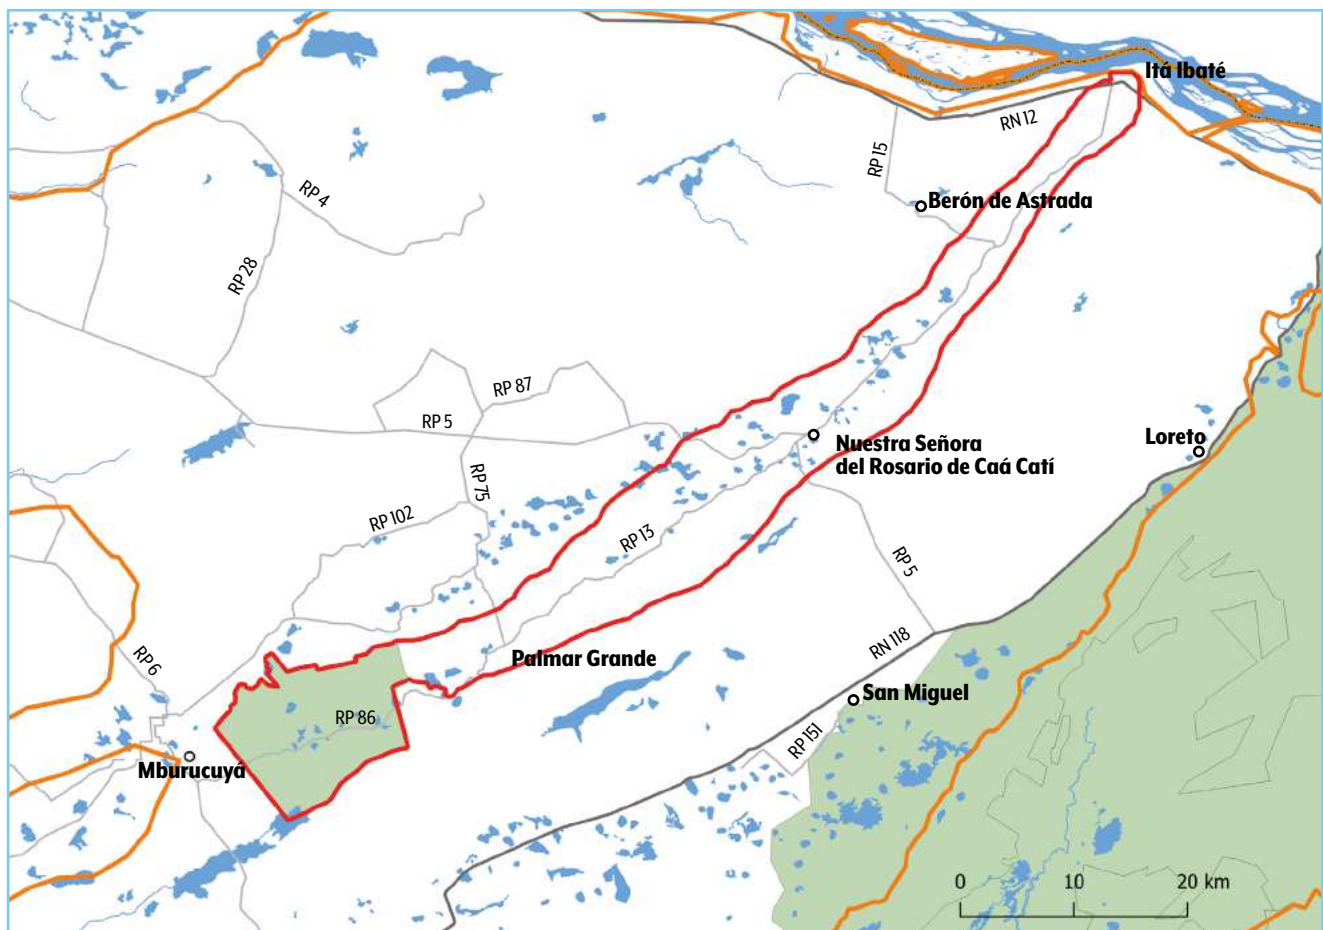 Itá Ibaté
RN 12
RP 15
RP 4
Berón de Astrada
RP 28
RP 87
RP 5
Nuestra Señora
del Rosario de Caá Catí
Loreto
RP 75
RP 102
RP 13
RP 5
RN 118
RP 6
Palmar Grande
San Miguel
RP 86
RP 151
Mburucuyá
0 10 20 km